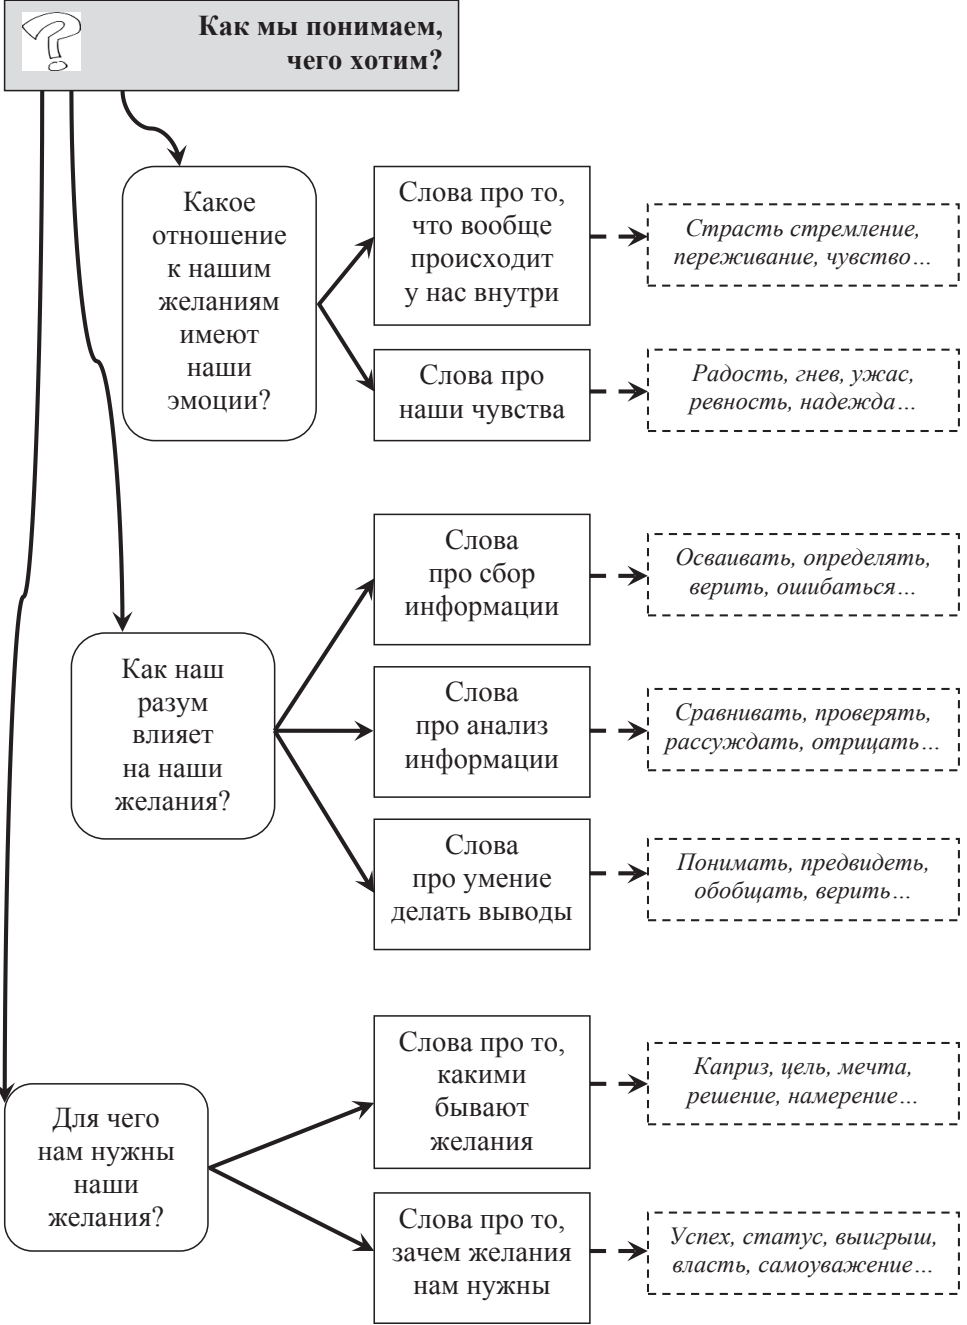 Как мы понимаем,
чего хотим?
Какое
отношение
к нашим
желаниям
имеют
наши
эмоции?
Слова про то,
что вообще
происходит
у нас внутри
Страсть стремление,
переживание, чувство…
Слова про
наши чувства
Радость, гнев, ужас,
ревность, надежда…
Как наш
разум
влияет
на наши
желания?
Слова
про сбор
информации
Осваивать, определять,
верить, ошибаться…
Слова
про анализ
информации
Сравнивать, проверять,
рассуждать, отрицать…
Слова
про умение
делать выводы
Понимать, предвидеть,
обобщать, верить…
Для чего
нам нужны
наши
желания?
Слова про то,
какими
бывают
желания
Каприз, цель, мечта,
решение, намерение…
Слова про то,
зачем желания
нам нужны
Успех, статус, выигрыш,
власть, самоуважение…